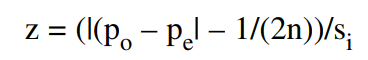 z = (|(pₒ – pₑ| – 1/(2n))/sᵢ